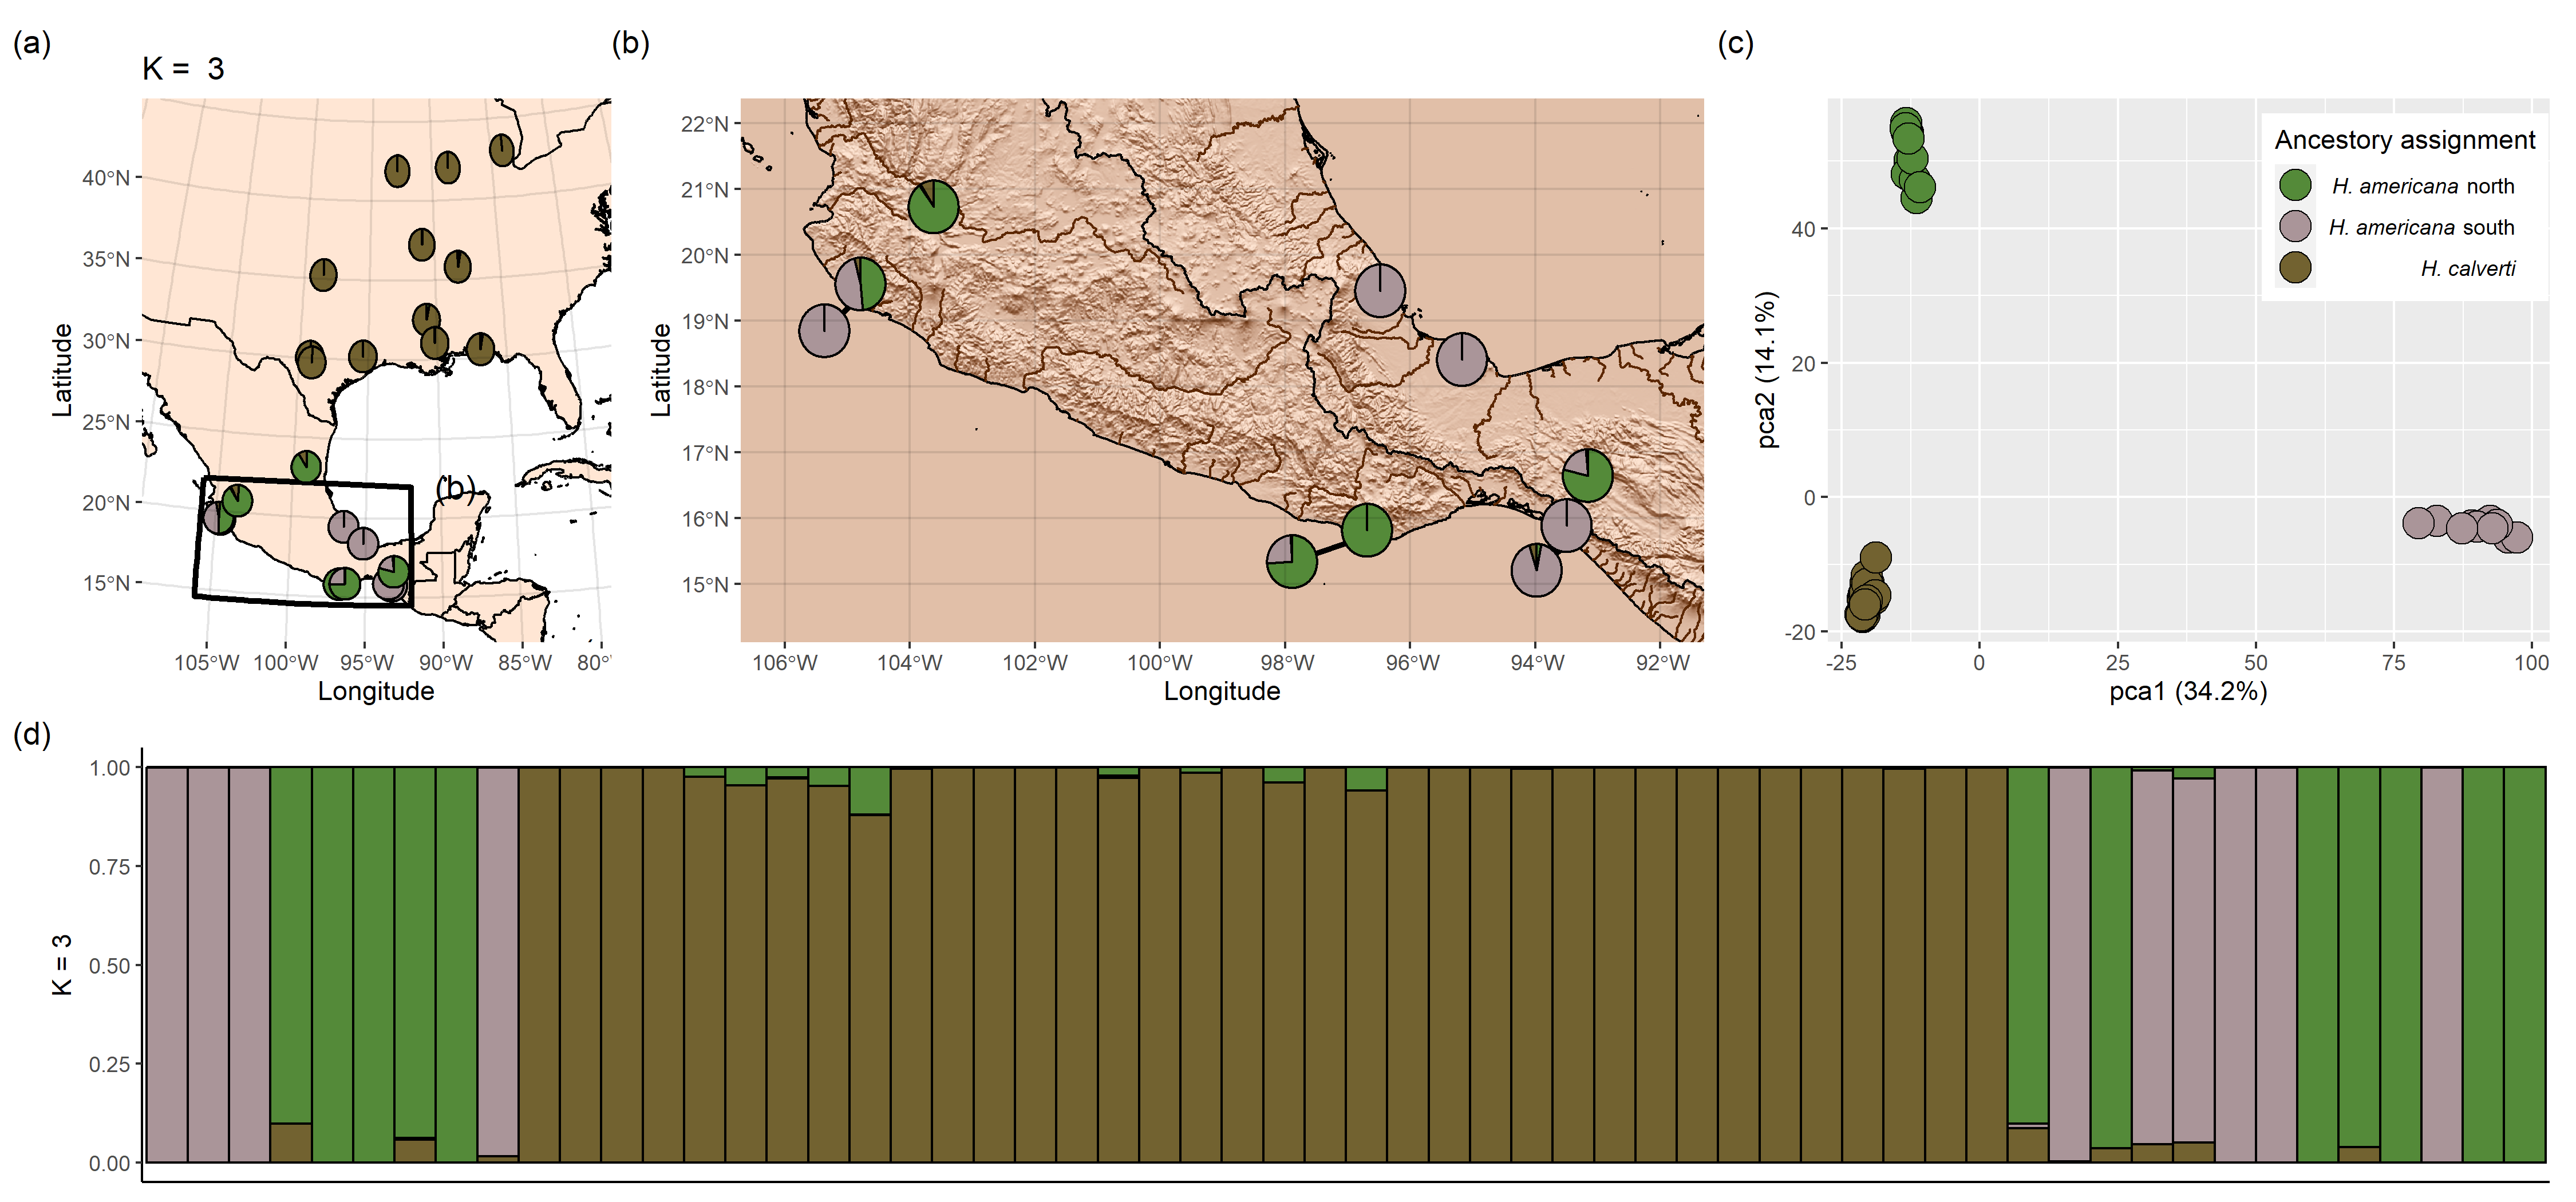 (a)
K = 3
40°N
35°N
30°N
25°N
20°N
15°N
Latitude
(b)
105°W 100°W 95°W 90°W 85°W 80°
Longitude
(b)
22°N
21°N
20°N
19°N
18°N
17°N
16°N
15°N
Latitude
106°W 104°W 102°W 100°W 98°W 96°W 94°W 92°W
Longitude
(c)
Ancestory assignment
H. americana north
H. americana south
H. calverti
40
20
0
-20
pca2 (14.1%)
-25 0 25 50 75 100
pca1 (34.2%)
(d)
1.00
0.75
0.50
0.25
0.00
K = 3